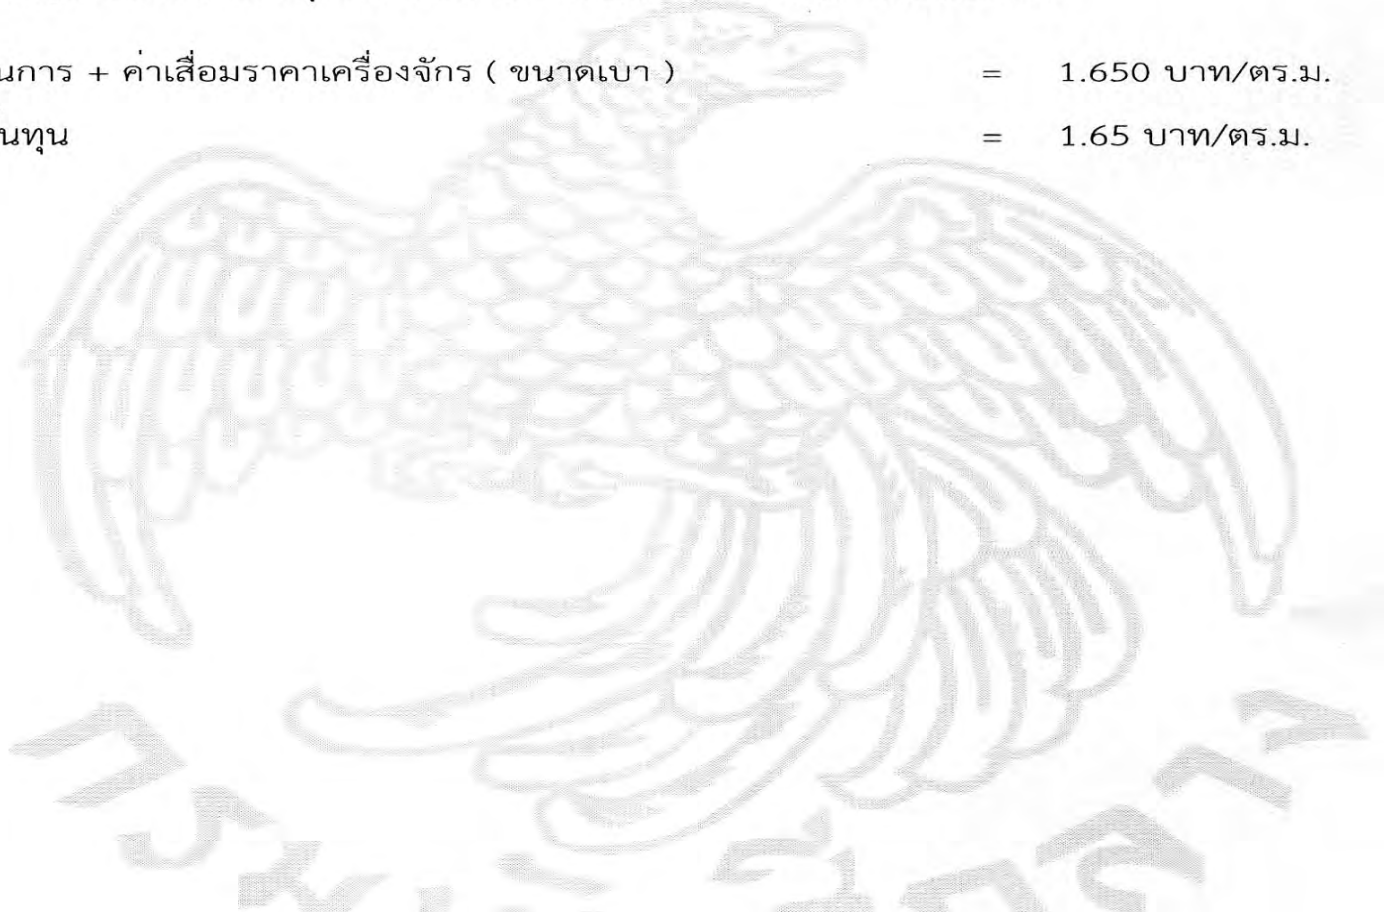 นการ + ค่าเสื่อมราคาเครื่องจักร ( ขนาดเบา ) = 1.650 บาท/ตร.ม.
นทุน = 1.65 บาท/ตร.ม.